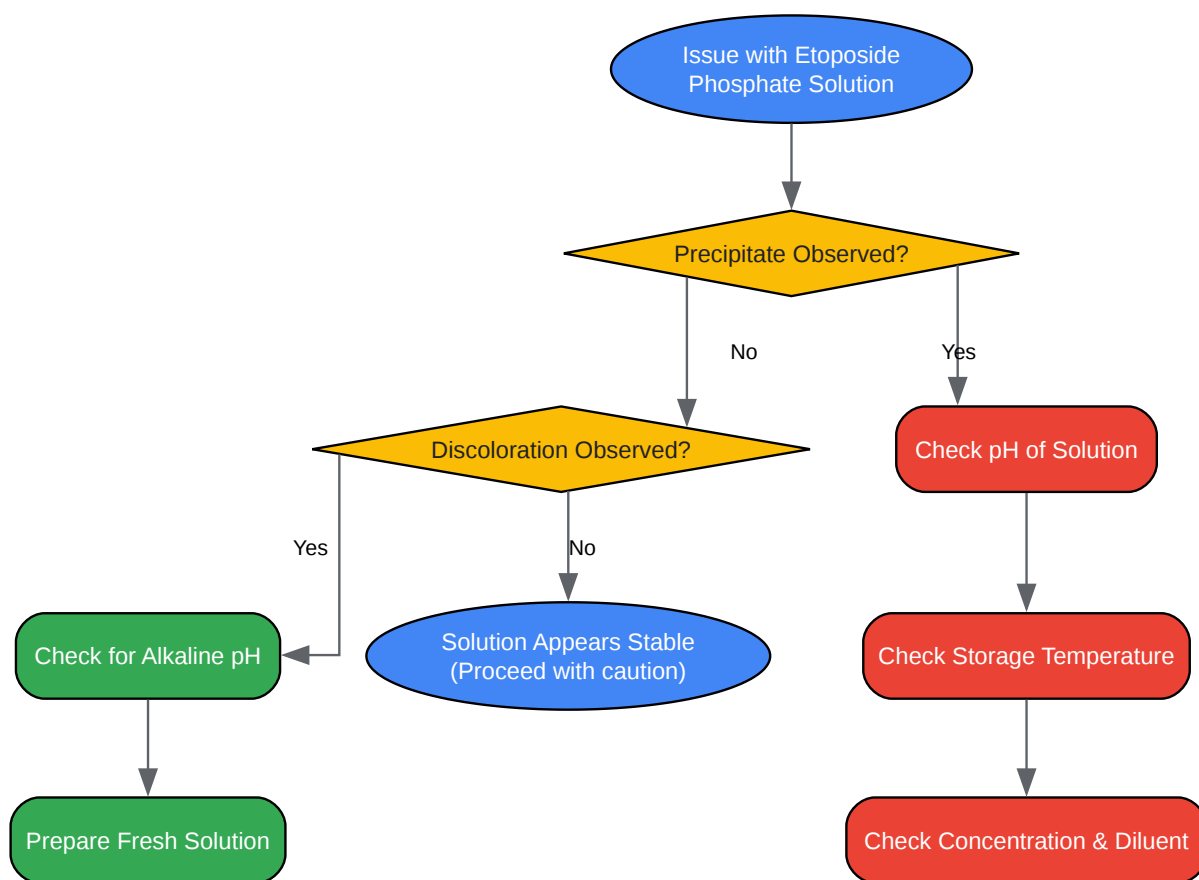 Issue with Etoposide
Phosphate Solution
Precipitate Observed?
No
Yes
Discoloration Observed?
Check pH of Solution
Yes
No
Check for Alkaline pH
Solution Appears Stable
(Proceed with caution)
Check Storage Temperature
Prepare Fresh Solution
Check Concentration & Diluent